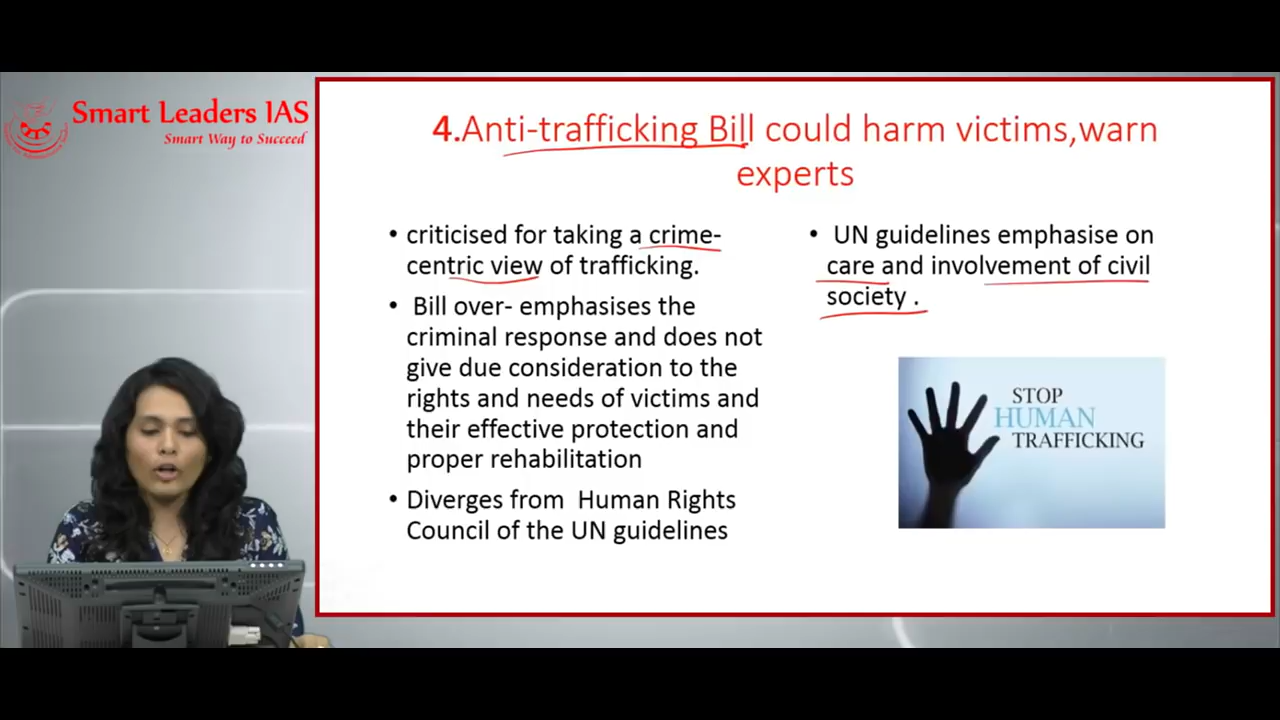 Smart Leaders IAS
Smart Way to Succeed
4.Anti-trafficking Bill could harm victims,warn
experts
• criticised for taking a crime-
centric view of trafficking.
• Bill over- emphasises the
criminal response and does not
give due consideration to the
rights and needs of victims and
their effective protection and
proper rehabilitation
• Diverges from Human Rights
Council of the UN guidelines
• UN guidelines emphasise on
care and involvement of civil
society .
STOP
HUMAN
TRAFFICKING